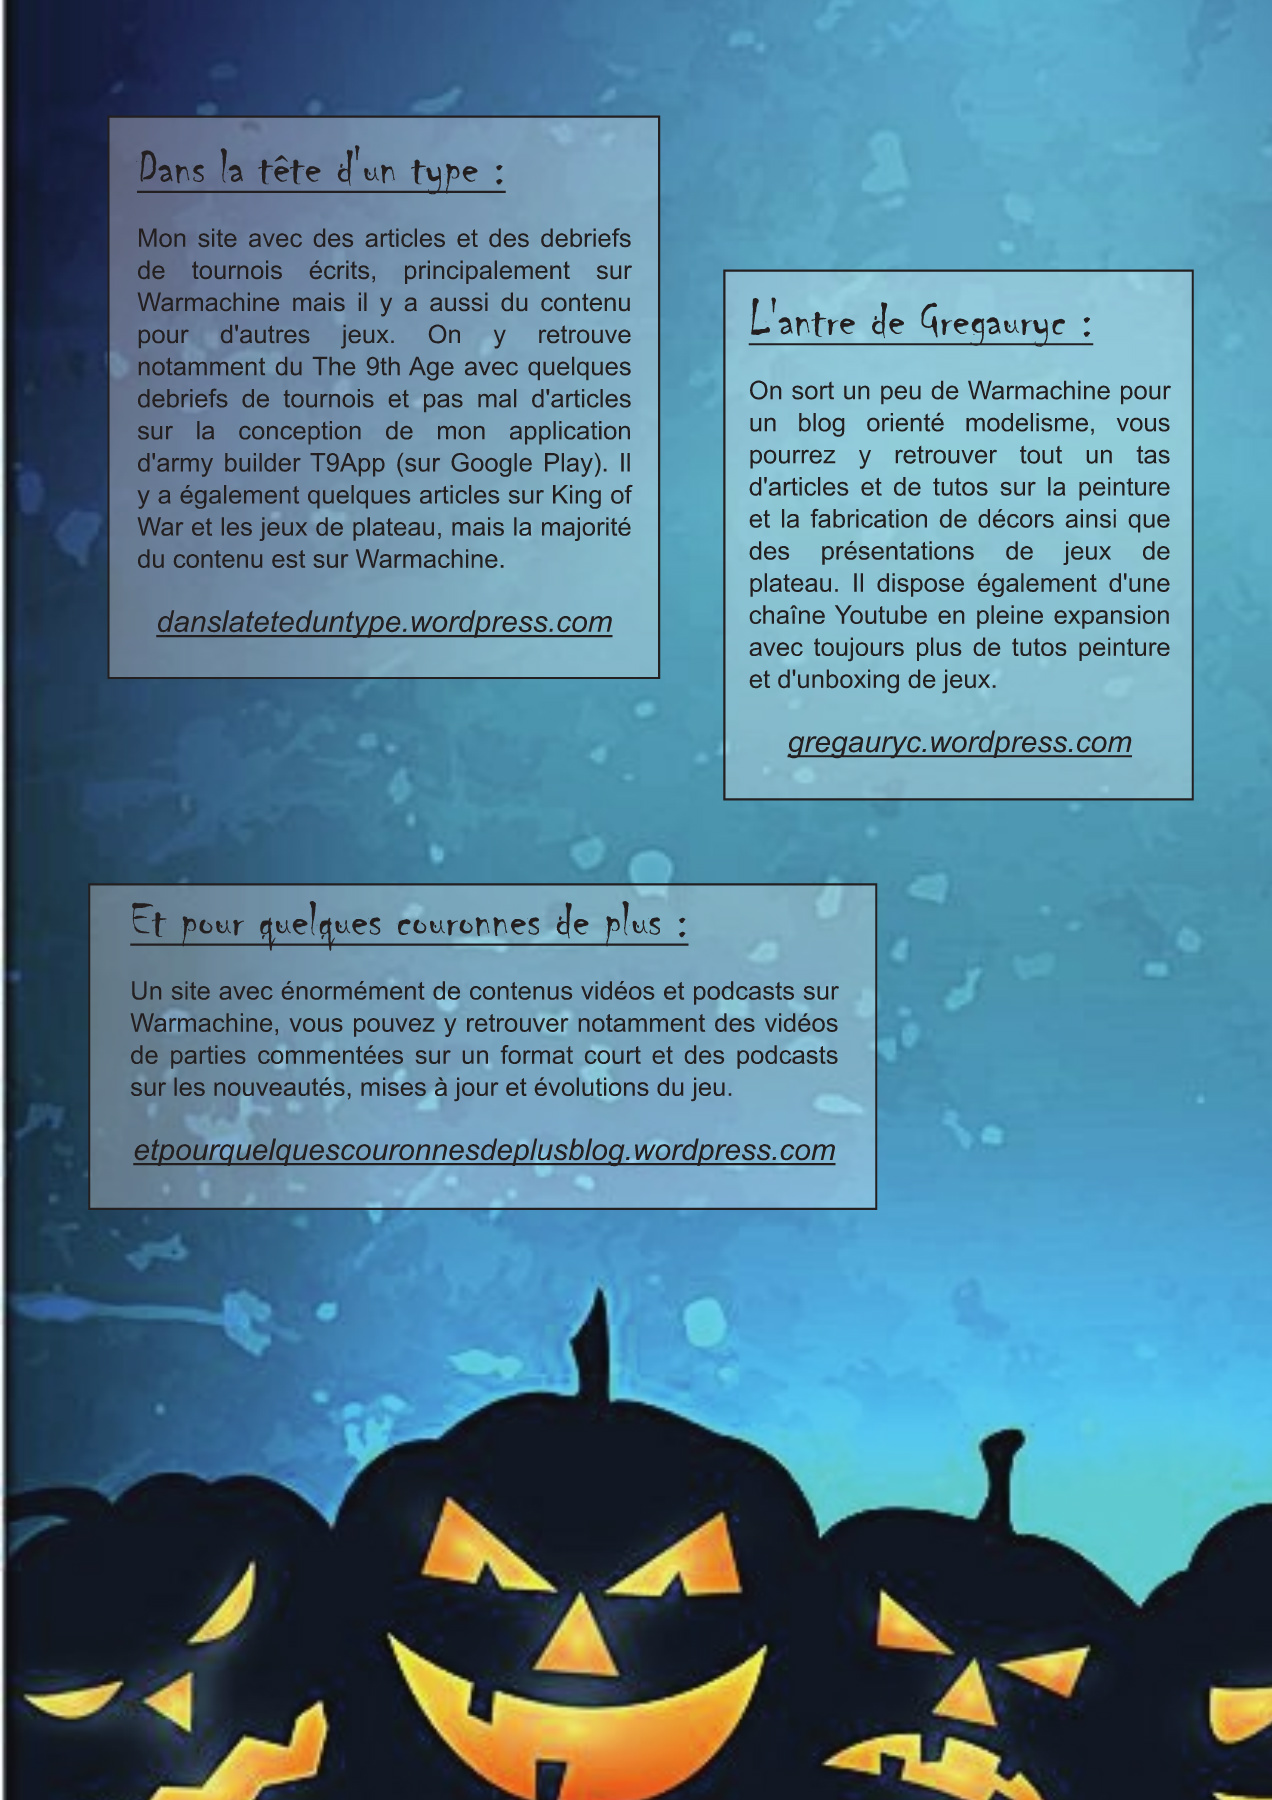 Dans la tête d'un type :
Mon site avec des articles et des debriefs
de tournois écrits, principalement sur
Warmachine mais il y a aussi du contenu
pour d'autres jeux. On y retrouve
notamment du The 9th Age avec quelques
debriefs de tournois et pas mal d'articles
sur la conception de mon application
d'army builder T9App (sur Google Play). Il
y a également quelques articles sur King of
War et les jeux de plateau, mais la majorité
du contenu est sur Warmachine.
danslateteduntype.wordpress.com
L'antre de Gregauryc :
On sort un peu de Warmachine pour
un blog orienté modelisme, vous
pourrez y retrouver tout un tas
d'articles et de tutos sur la peinture
et la fabrication de décors ainsi que
des présentations de jeux de
plateau. Il dispose également d'une
chaîne Youtube en pleine expansion
avec toujours plus de tutos peinture
et d'unboxing de jeux.
gregauryc.wordpress.com
Et pour quelques couronnes de plus :
Un site avec énormément de contenus vidéos et podcasts sur
Warmachine, vous pouvez y retrouver notamment des vidéos
de parties commentées sur un format court et des podcasts
sur les nouveautés, mises à jour et évolutions du jeu.
etpourquelquescouronnesdeplusblog.wordpress.com